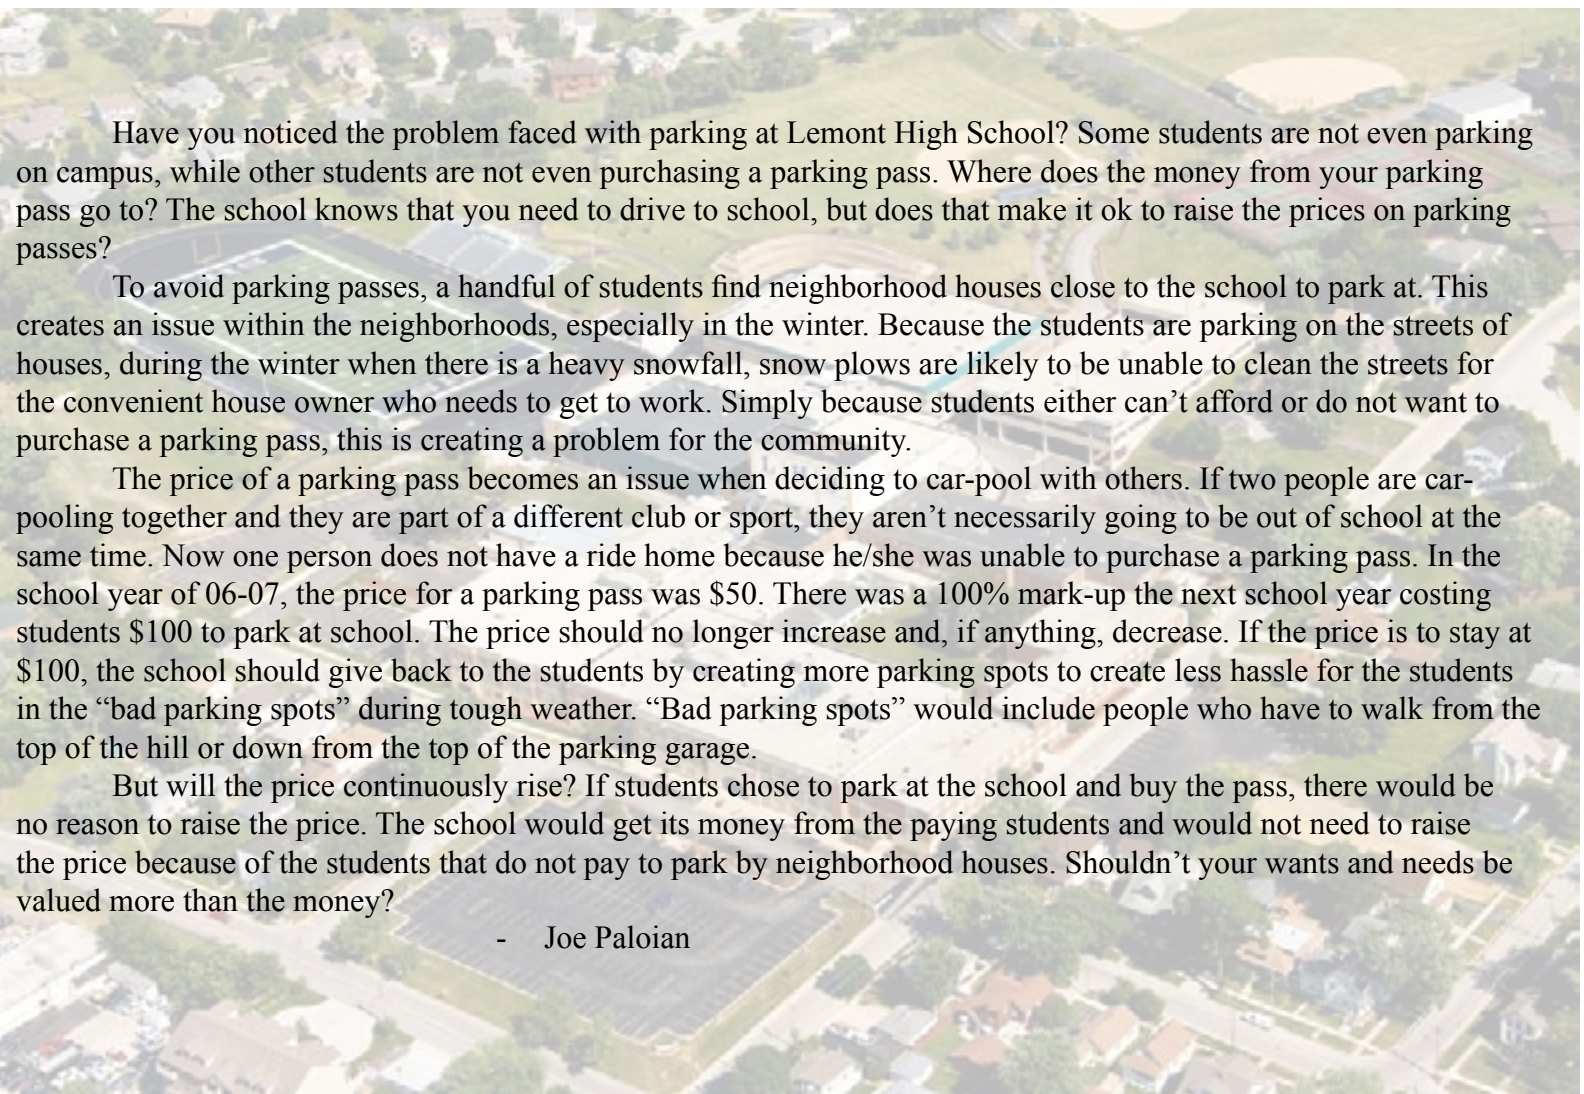 Have you noticed the problem faced with parking at Lemont High School? Some students are not even parking
on campus, while other students are not even purchasing a parking pass. Where does the money from your parking
pass go to? The school knows that you need to drive to school, but does that make it ok to raise the prices on parking
passes?
To avoid parking passes, a handful of students find neighborhood houses close to the school to park at. This
creates an issue within the neighborhoods, especially in the winter. Because the students are parking on the streets of
houses, during the winter when there is a heavy snowfall, snow plows are likely to be unable to clean the streets for
the convenient house owner who needs to get to work. Simply because students either can’t afford or do not want to
purchase a parking pass, this is creating a problem for the community.
The price of a parking pass becomes an issue when deciding to car-pool with others. If two people are car-
pooling together and they are part of a different club or sport, they aren’t necessarily going to be out of school at the
same time. Now one person does not have a ride home because he/she was unable to purchase a parking pass. In the
school year of 06-07, the price for a parking pass was $50. There was a 100% mark-up the next school year costing
students $100 to park at school. The price should no longer increase and, if anything, decrease. If the price is to stay at
$100, the school should give back to the students by creating more parking spots to create less hassle for the students
in the “bad parking spots” during tough weather. “Bad parking spots” would include people who have to walk from the
top of the hill or down from the top of the parking garage.
But will the price continuously rise? If students chose to park at the school and buy the pass, there would be
no reason to raise the price. The school would get its money from the paying students and would not need to raise
the price because of the students that do not pay to park by neighborhood houses. Shouldn’t your wants and needs be
valued more than the money?
- Joe Paloian